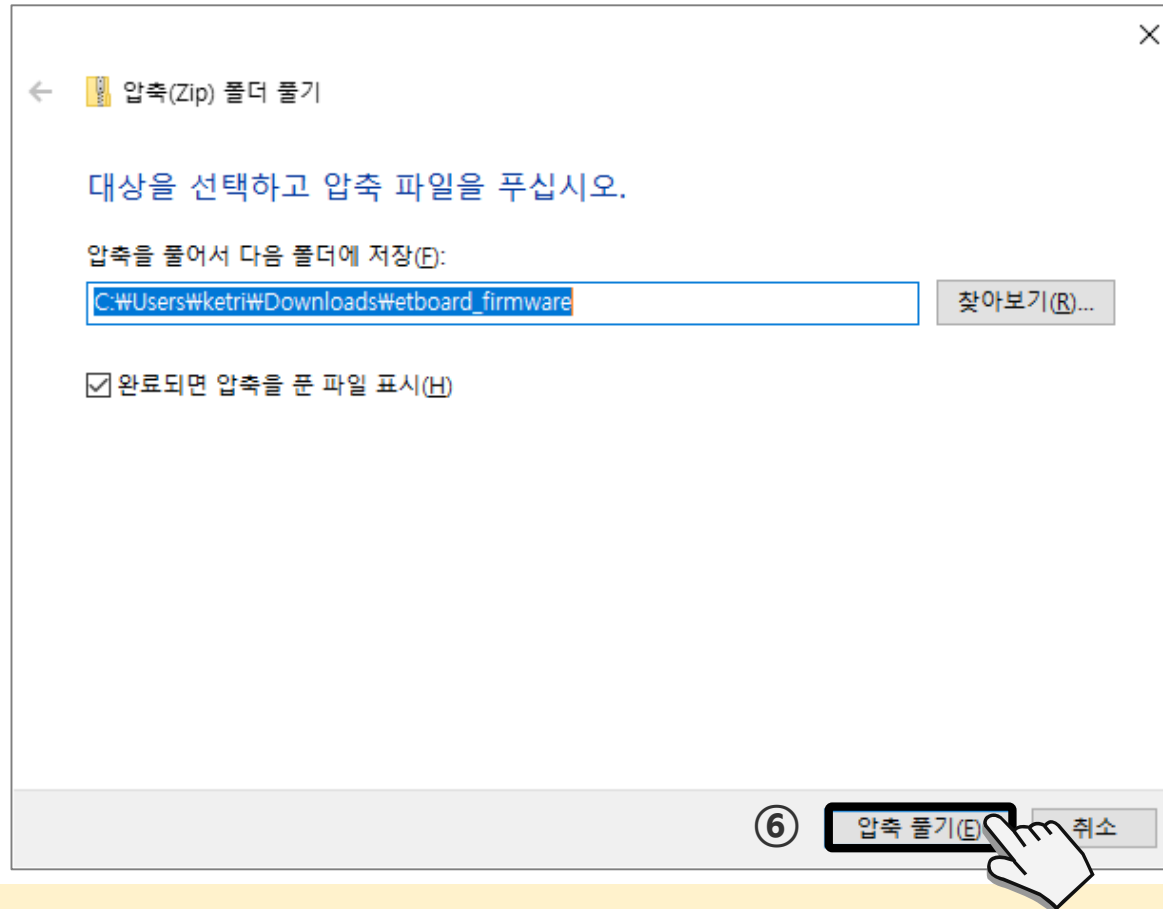 압축(Zip) 폴더 풀기
대상을 선택하고 압축 파일을 푸십시오.
압축을 풀어서 다음 폴더에 저장(F):
C:₩Users₩ketri₩Downloads₩etboard_firmware
찾아보기(R)...
완료되면 압축을 푼 파일 표시(H)
⑥ 압축 풀기(E) 취소